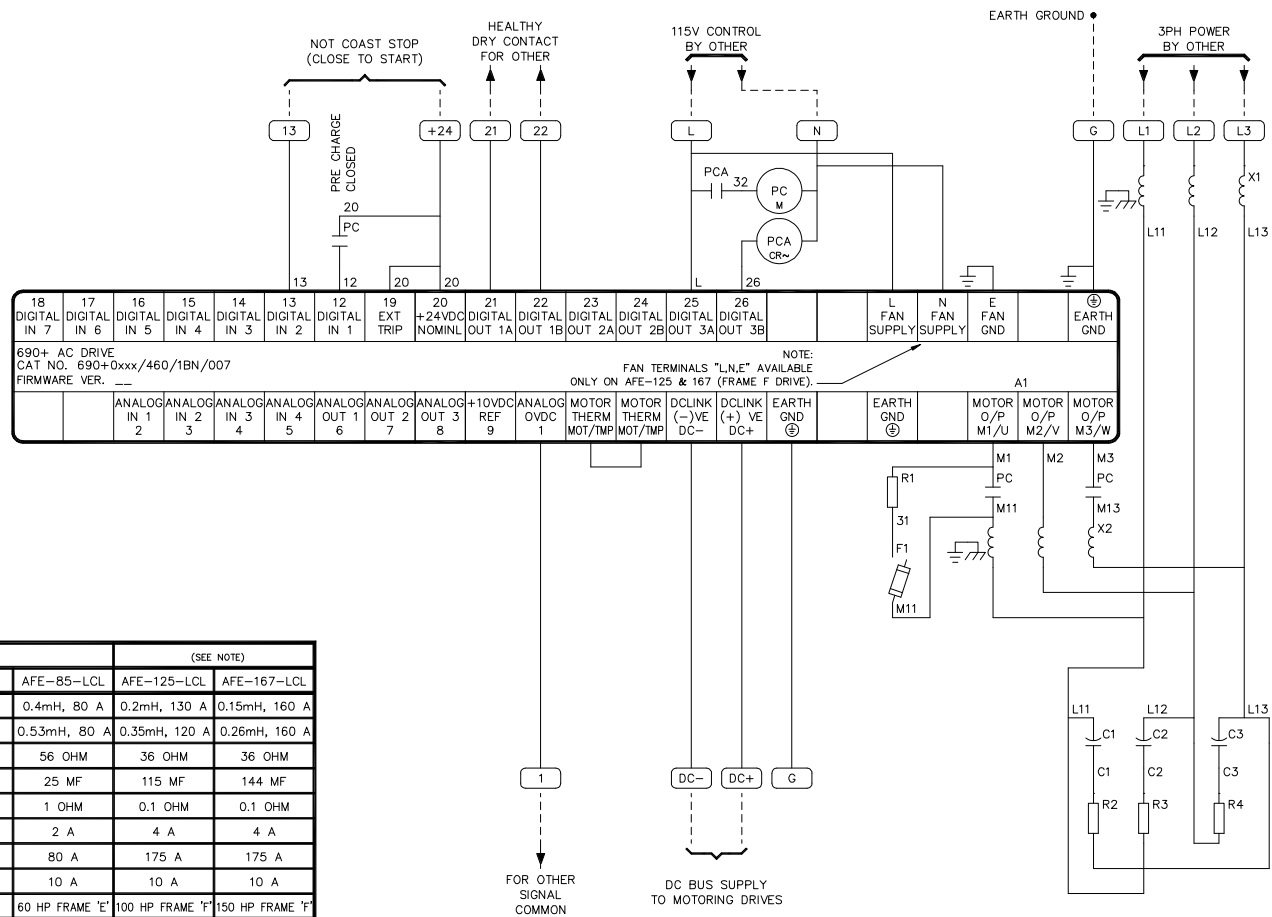 EARTH GROUND
HEALTHY
DRY CONTACT
FOR OTHER
115V CONTROL
BY OTHER
3PH POWER
BY OTHER
NOT COAST STOP
(CLOSE TO START)
13
+24
21
22
L
N
G
L1
L2
L3
PRE CHARGE
CLOSED
PCA
32
PC
M
X1
20
PC
PCA
CR~
L11
L12
L13
13
12
20
20
L
26
18 17 16 15 14 13 12 19 20 21 22 23 24 25 26 L N E
DIGITAL DIGITAL DIGITAL DIGITAL DIGITAL DIGITAL DIGITAL EXT +24VDC DIGITAL DIGITAL DIGITAL DIGITAL DIGITAL DIGITAL FAN FAN FAN EARTH
IN 7 IN 6 IN 5 IN 4 IN 3 IN 2 IN 1 TRIP NOMINL OUT 1A OUT 1B OUT 2A OUT 2B OUT 3A OUT 3B SUPPLY SUPPLY GND GND
690+ AC DRIVE
CAT NO. 690+0xxx/460/1BN/007
FIRMWARE VER. __
NOTE:
FAN TERMINALS "L,N,E" AVAILABLE
ONLY ON AFE-125 & 167 (FRAME F DRIVE).
A1
ANALOG ANALOG ANALOG ANALOG ANALOG ANALOG ANALOG +10VDC ANALOG MOTOR MOTOR DCLINK DCLINK EARTH EARTH MOTOR MOTOR MOTOR
IN 1 IN 2 IN 3 IN 4 OUT 1 OUT 2 OUT 3 REF 0VDC THERM THERM (-)VE (+) VE GND GND O/P O/P O/P
2 3 4 5 6 7 8 9 1 MOT/TMP MOT/TMP DC- DC+ M1/U M2/V M3/W
M1
M2
M3
R1
PC
PC
M11
M13
31
X2
F1
M11
(SEE NOTE)
AFE-85-LCL AFE-125-LCL AFE-167-LCL
0.4mH, 80 A 0.2mH, 130 A 0.15mH, 160 A
0.53mH, 80 A 0.35mH, 120 A 0.26mH, 160 A
56 OHM 36 OHM 36 OHM
25 MF 115 MF 144 MF
1 OHM 0.1 OHM 0.1 OHM
2 A 4 A 4 A
80 A 175 A 175 A
10 A 10 A 10 A
60 HP FRAME 'E' 100 HP FRAME 'F' 150 HP FRAME 'F'
L11
L12
L13
C1
C2
C3
C1
C2
C3
R2
R3
R4
1
DC-
DC+
G
FOR OTHER
SIGNAL
COMMON
DC BUS SUPPLY
TO MOTORING DRIVES